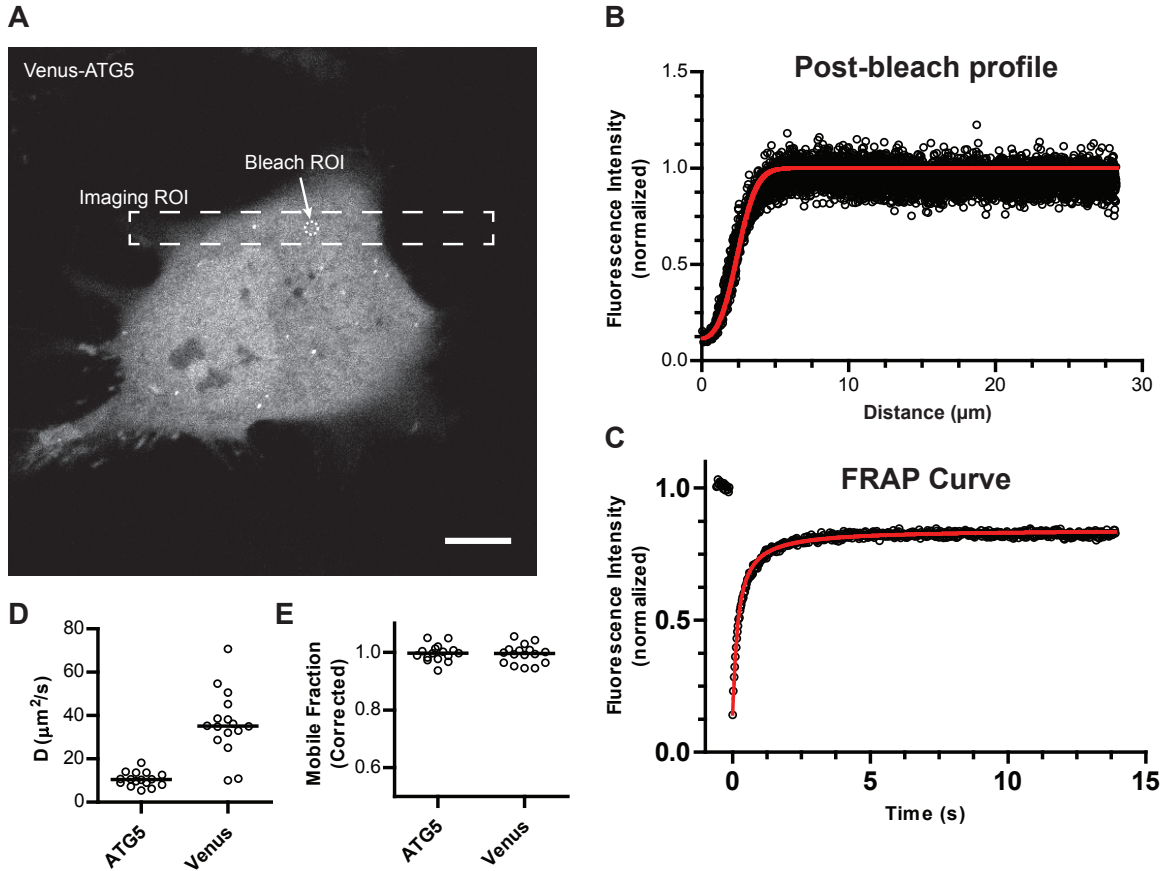 A
Venus-ATG5
Bleach ROI
Imaging ROI
B
Post-bleach profile
Fluorescence Intensity
(normalized)
1.5
1.0
0.5
0.0
0
10
20
30
Distance (μm)
C
FRAP Curve
Fluorescence Intensity
(normalized)
1.0
0.5
0.0
0
5
10
15
Time (s)
D
D (μm²/s)
80
60
40
20
0
ATG5
Venus
E
Mobile Fraction
(Corrected)
1.0
0.8
0.6
ATG5
Venus